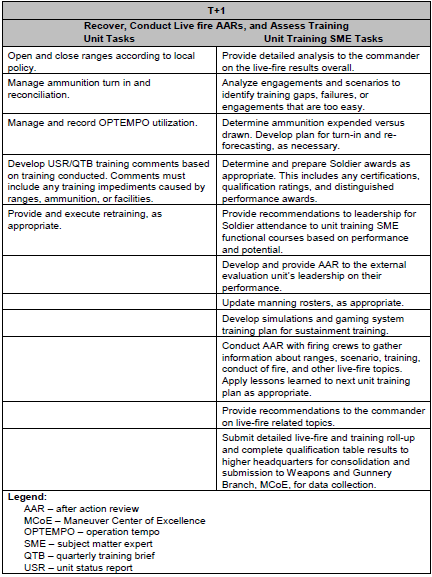 T+1
Recover, Conduct Live fire AARs, and Assess Training
Unit Tasks Unit Training SME Tasks
Open and close ranges according to local
policy.
Provide detailed analysis to the commander
on the live-fire results overall.
Manage ammunition turn in and
reconciliation.
Analyze engagements and scenarios to
identify training gaps, failures, or
engagements that are too easy.
Manage and record OPTEMPO utilization.
Determine ammunition expended versus
drawn. Develop plan for turn-in and re-
forecasting, as necessary.
Develop USR/QTB training comments based
on training conducted. Comments must
include any training impediments caused by
ranges, ammunition, or facilities.
Determine and prepare Soldier awards as
appropriate. This includes any certifications,
qualification ratings, and distinguished
performance awards.
Provide and execute retraining, as
appropriate.
Provide recommendations to leadership for
Soldier attendance to unit training SME
functional courses based on performance
and potential.
Develop and provide AAR to the external
evaluation unit's leadership on their
performance.
Update manning rosters, as appropriate.
Develop simulations and gaming system
training plan for sustainment training.
Conduct AAR with firing crews to gather
information about ranges, scenario, training,
conduct of fire, and other live-fire topics.
Apply lessons learned to next unit training
plan as appropriate.
Provide recommendations to the commander
on live-fire related topics.
Submit detailed live-fire and training roll-up
and complete qualification table results to
higher headquarters for consolidation and
submission to Weapons and Gunnery
Branch, MCoE, for data collection.
Legend:
AAR – after action review
MCoE – Maneuver Center of Excellence
OPTEMPO – operation tempo
SME – subject matter expert
QTB – quarterly training brief
USR – unit status report